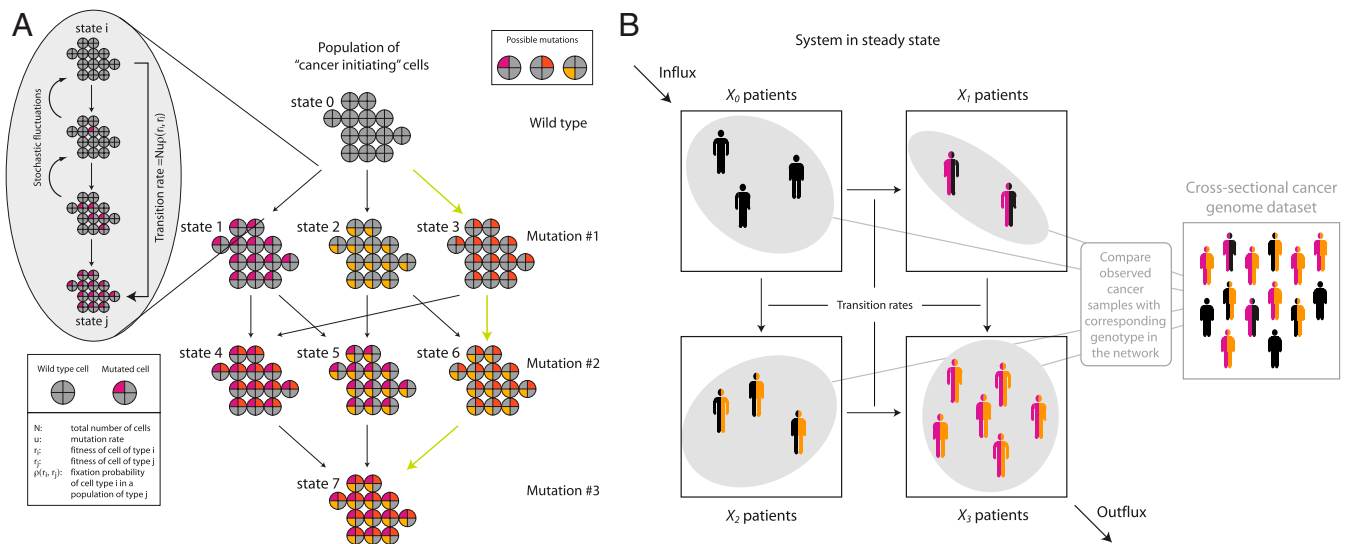 A
state i
Stochastic fluctuations
Transition rate =Nuρ(ri, rj)
state j
Population of
“cancer initiating” cells
Possible mutations
state 0
Wild type
state 1
state 2
state 3
Mutation #1
state 4
state 5
state 6
Mutation #2
state 7
Mutation #3
Wild type cell
Mutated cell
N: total number of cells
u: mutation rate
ri: fitness of cell of type i
rj: fitness of cell of type j
ρ(ri, rj): fixation probability
of cell type i in a
population of type j
B
System in steady state
Influx
X0 patients
X1 patients
Transition rates
X2 patients
X3 patients
Outflux
Compare
observed
cancer
samples with
corresponding
genotype in
the network
Cross-sectional cancer
genome dataset